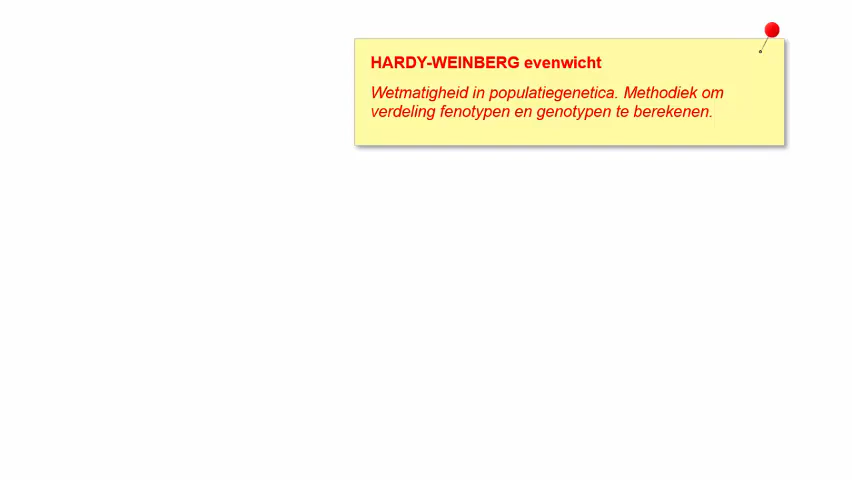 HARDY-WEINBERG evenwicht
Wetmatigheid in populatiegenetica. Methodiek om
verdeling fenotypen en genotypen te berekenen.